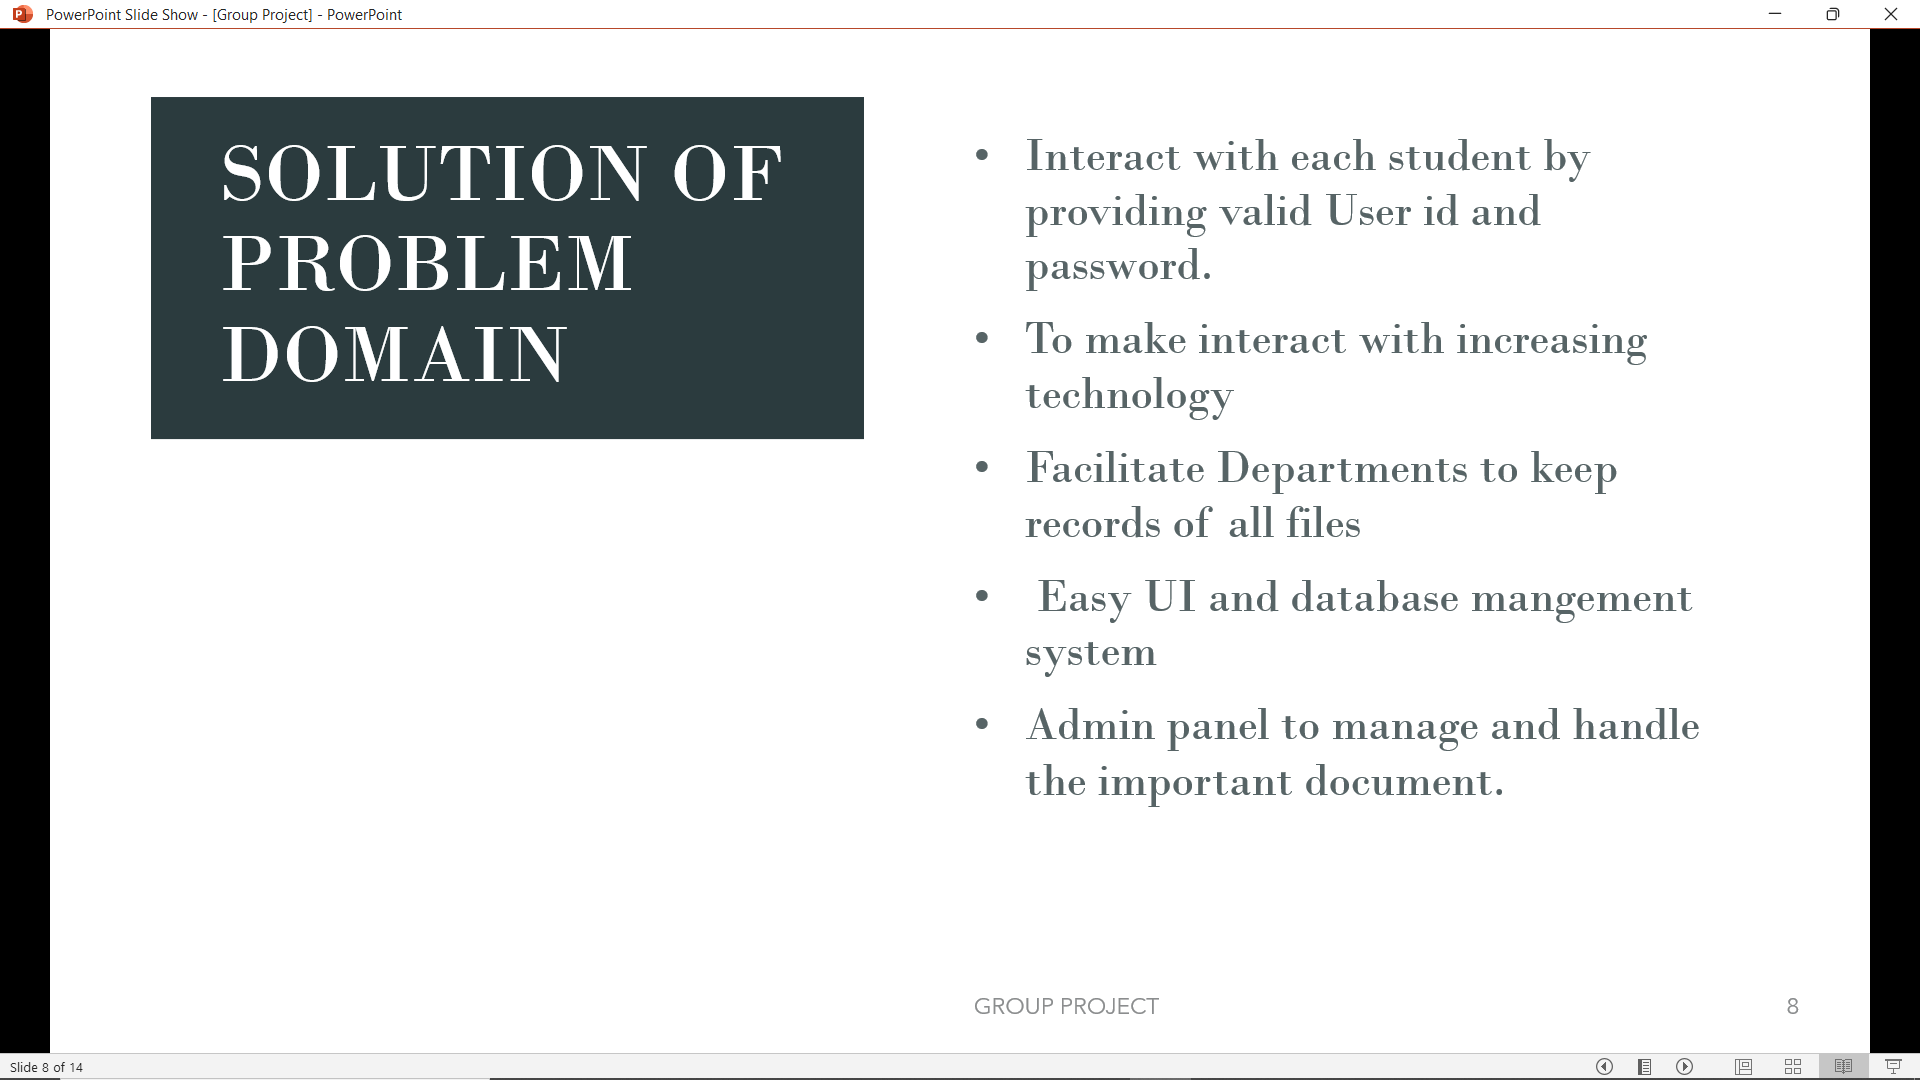 PowerPoint Slide Show - [Group Project] - PowerPoint
SOLUTION OF
PROBLEM
DOMAIN
• Interact with each student by
providing valid User id and
password.
• To make interact with increasing
technology
• Facilitate Departments to keep
records of all files
• Easy UI and database mangement
system
• Admin panel to manage and handle
the important document.
GROUP PROJECT
8
Slide 8 of 14